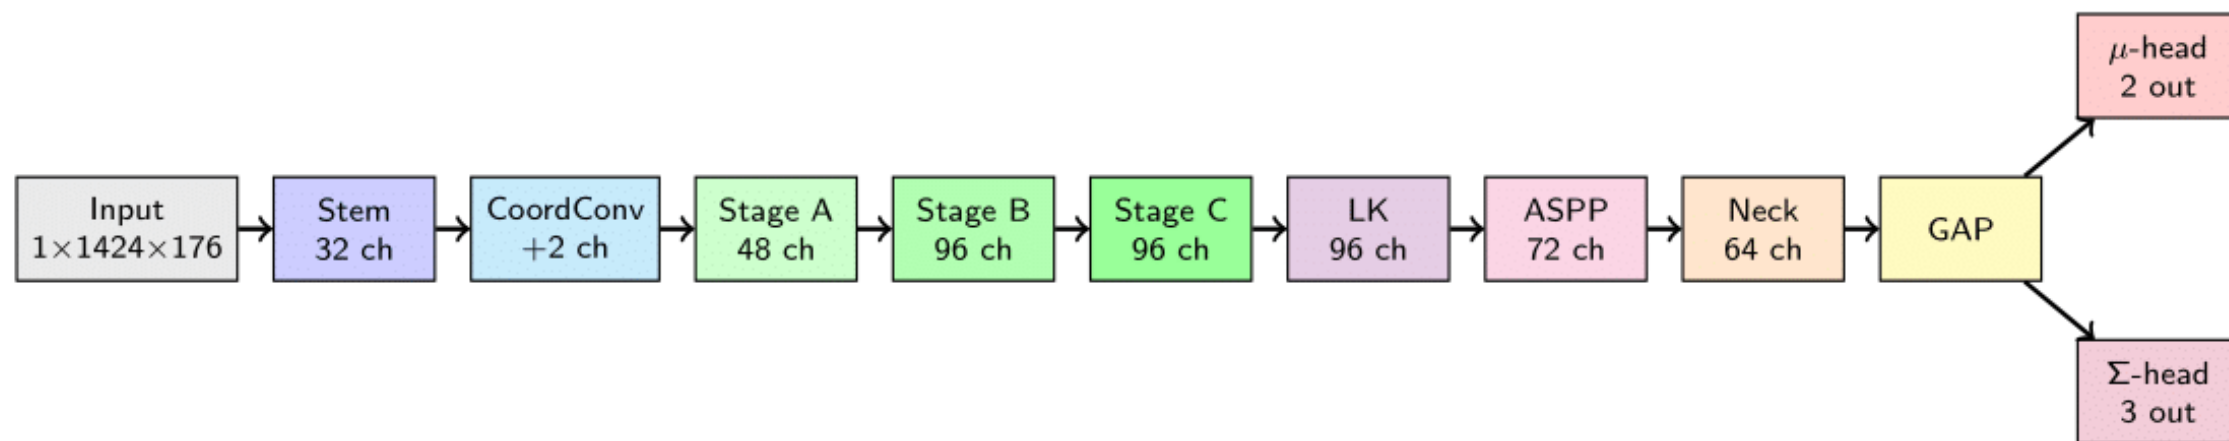 Input
1×1424×176
Stem
32 ch
CoordConv
+2 ch
Stage A
48 ch
Stage B
96 ch
Stage C
96 ch
LK
96 ch
ASPP
72 ch
Neck
64 ch
GAP
μ-head
2 out
Σ-head
3 out